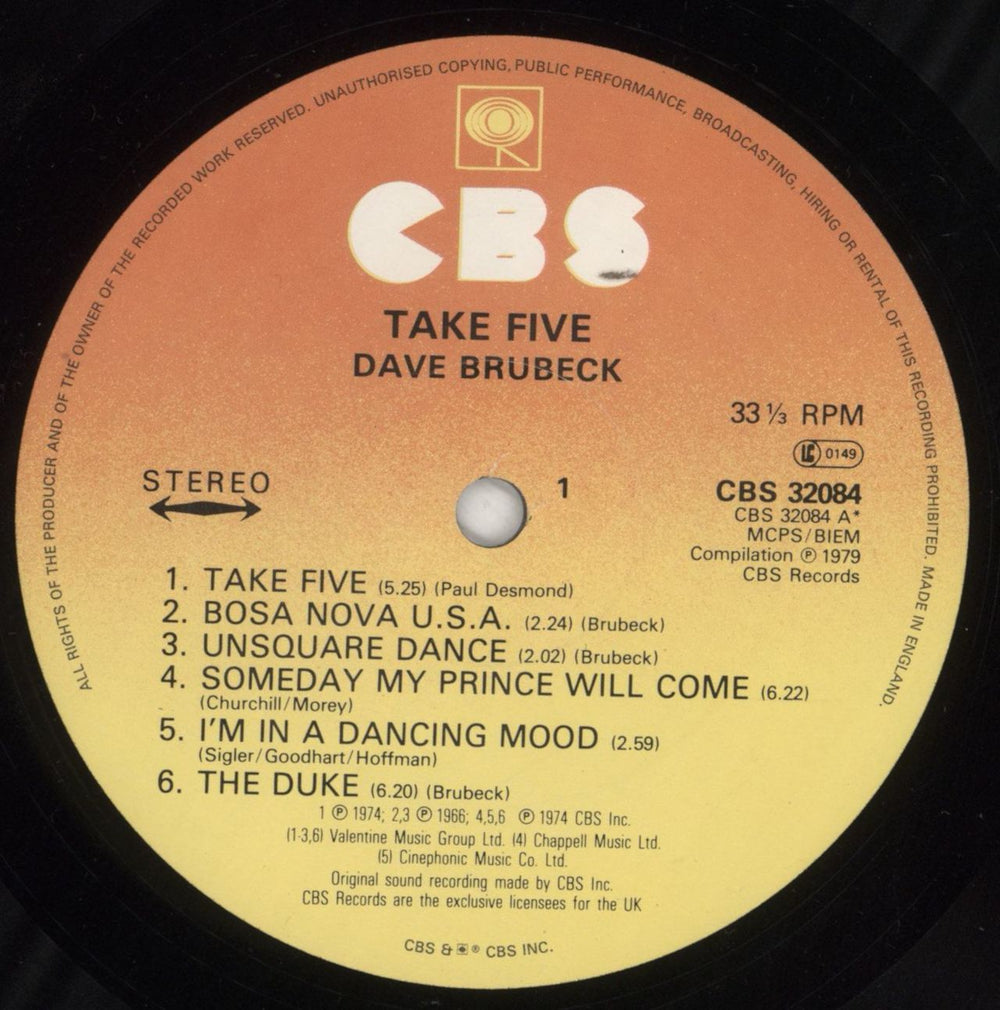 ALL RIGHTS OF THE PRODUCER AND OF THE OWNER OF THE RECORDED WORK RESERVED. UNAUTHORISED COPYING, PUBLIC PERFORMANCE, BROADCASTING, HIRING OR RENTAL OF THIS RECORDING PROHIBITED. MADE IN ENGLAND.
CBS
TAKE FIVE
DAVE BRUBECK
33 ⅓ RPM
LC 0149
STEREO
1
CBS 32084
CBS 32084 A*
MCPS/BIEM
Compilation ℗ 1979
CBS Records
1. TAKE FIVE (5.25) (Paul Desmond)
2. BOSA NOVA U.S.A. (2.24) (Brubeck)
3. UNSQUARE DANCE (2.02) (Brubeck)
4. SOMEDAY MY PRINCE WILL COME (6.22)
(Churchill/Morey)
5. I'M IN A DANCING MOOD (2.59)
(Sigler/Goodhart/Hoffman)
6. THE DUKE (6.20) (Brubeck)
1 ℗ 1974; 2,3 ℗ 1966; 4,5,6 ℗ 1974 CBS Inc.
(1-3,6) Valentine Music Group Ltd. (4) Chappell Music Ltd.
(5) Cinephonic Music Co. Ltd.
Original sound recording made by CBS Inc.
CBS Records are the exclusive licensees for the UK
CBS & ® CBS INC.